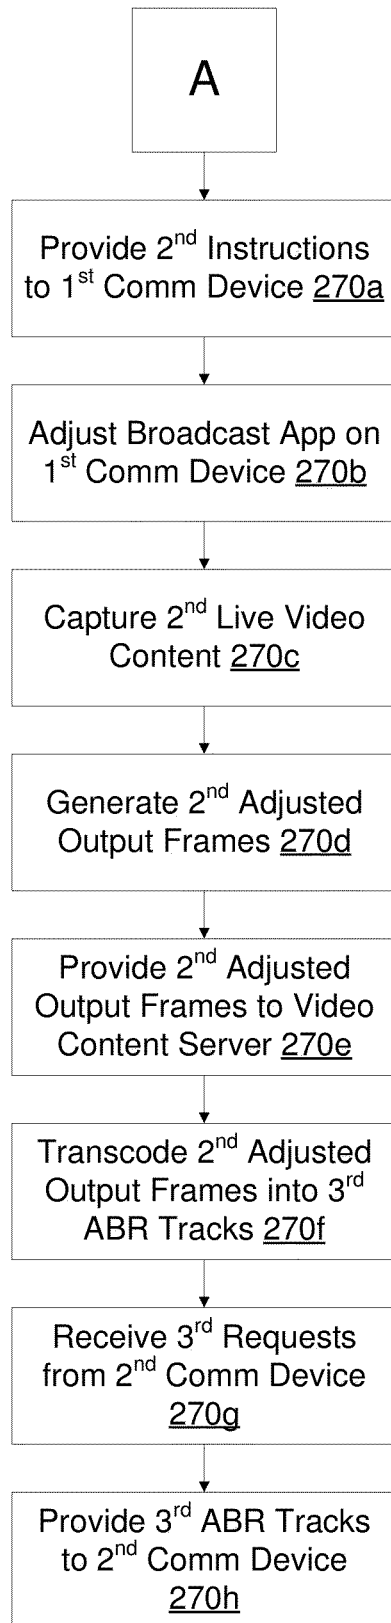 A
Provide 2nd Instructions
to 1st Comm Device 270a
Adjust Broadcast App on
1st Comm Device 270b
Capture 2nd Live Video
Content 270c
Generate 2nd Adjusted
Output Frames 270d
Provide 2nd Adjusted
Output Frames to Video
Content Server 270e
Transcode 2nd Adjusted
Output Frames into 3rd
ABR Tracks 270f
Receive 3rd Requests
from 2nd Comm Device
270g
Provide 3rd ABR Tracks
to 2nd Comm Device
270h